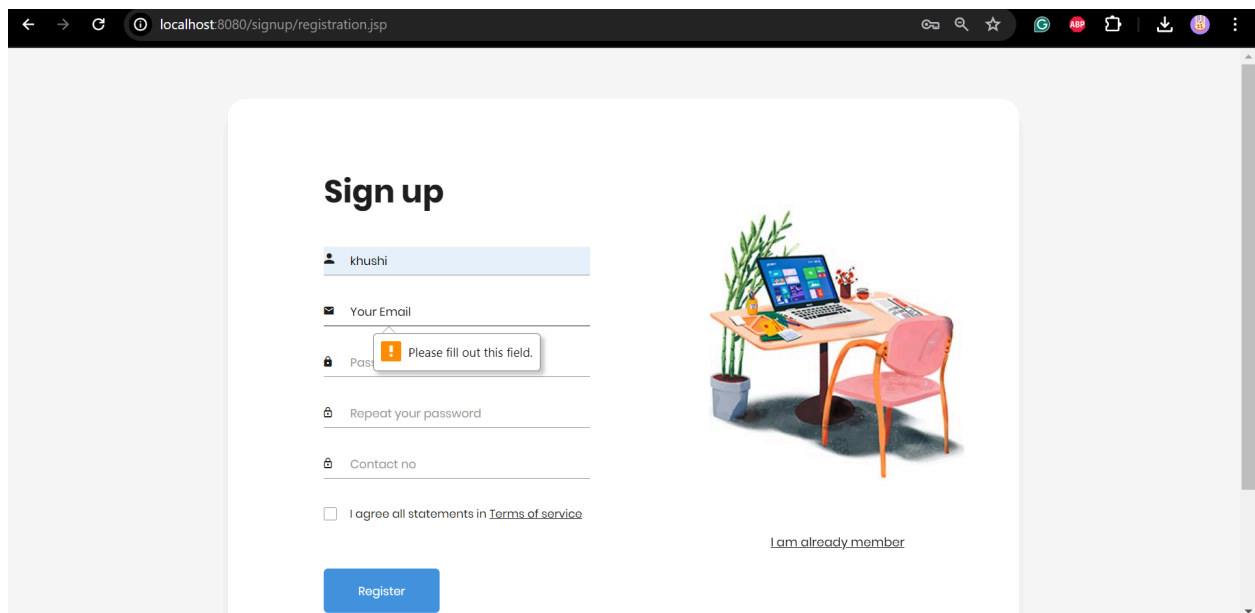 localhost:8080/signup/registration.jsp
ABP
Sign up
khushi
Your Email
Please fill out this field.
Pas
Repeat your password
Contact no
I agree all statements in Terms of service
I am already member
Register